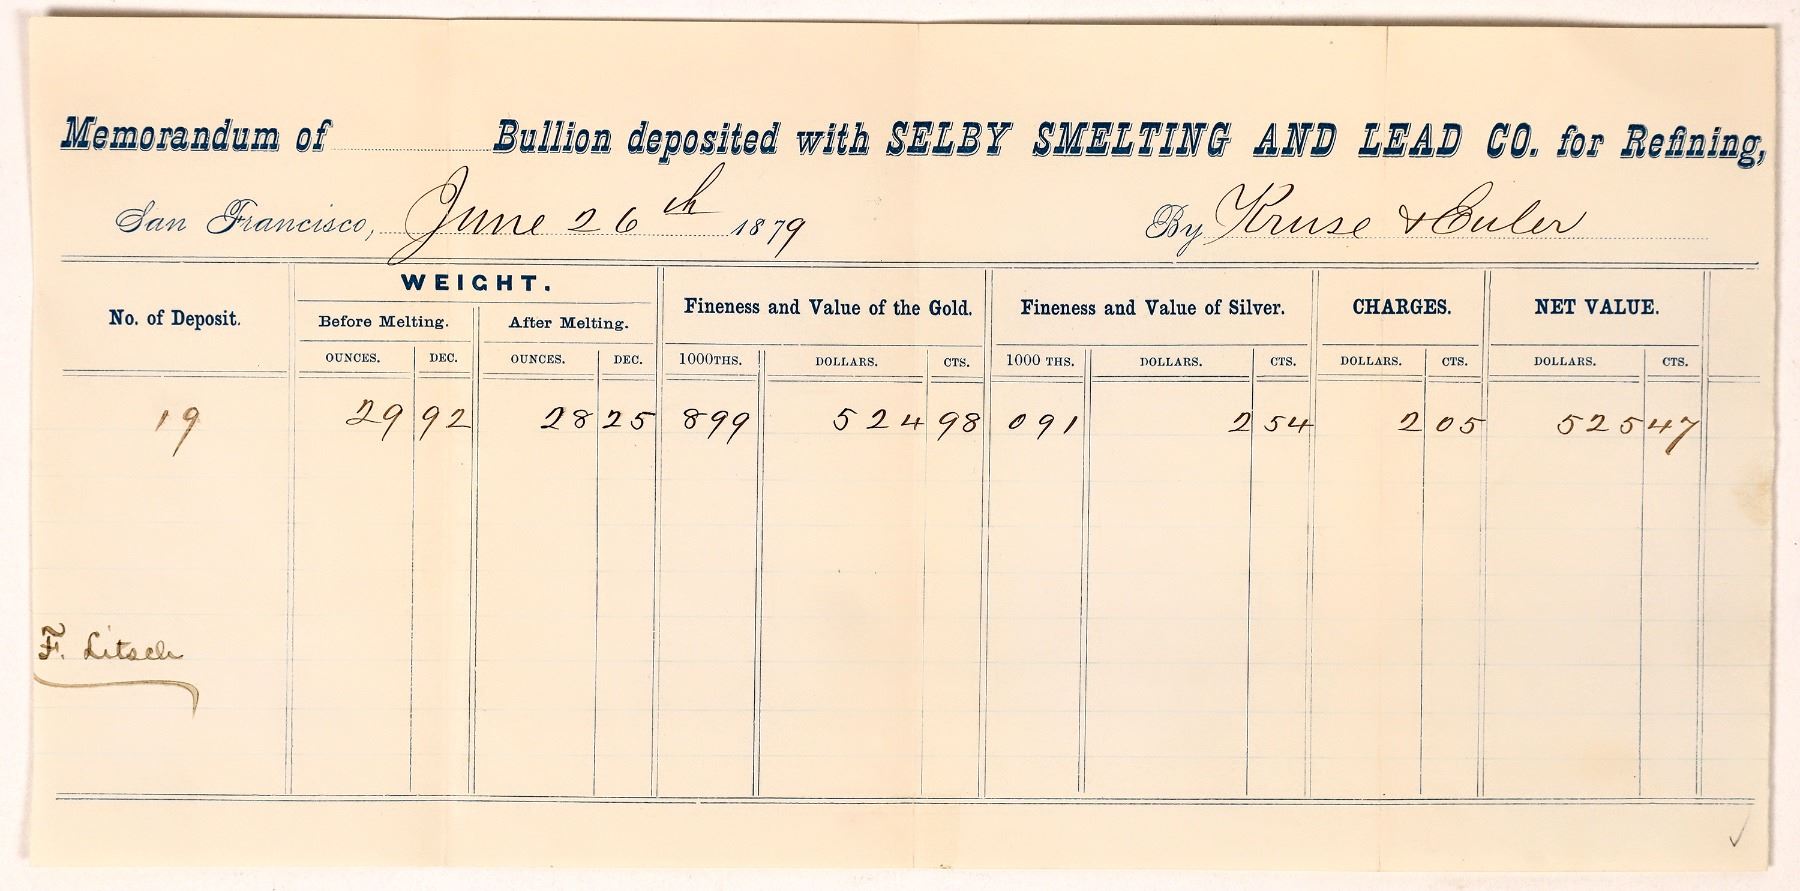 Memorandum of Bullion deposited with SELBY SMELTING AND LEAD CO. for Refining,
San Francisco, June 26th 1879 By Kruse & Euler
No. of Deposit. WEIGHT. Fineness and Value of the Gold. Fineness and Value of Silver. CHARGES. NET VALUE.
Before Melting. After Melting.
OUNCES. DEC. OUNCES. DEC. 1000THS. DOLLARS. CTS. 1000 THS. DOLLARS. CTS. DOLLARS. CTS. DOLLARS. CTS.
19 29 92 28 25 899 524 98 091 2 54 2 05 525 47
F. Litsch